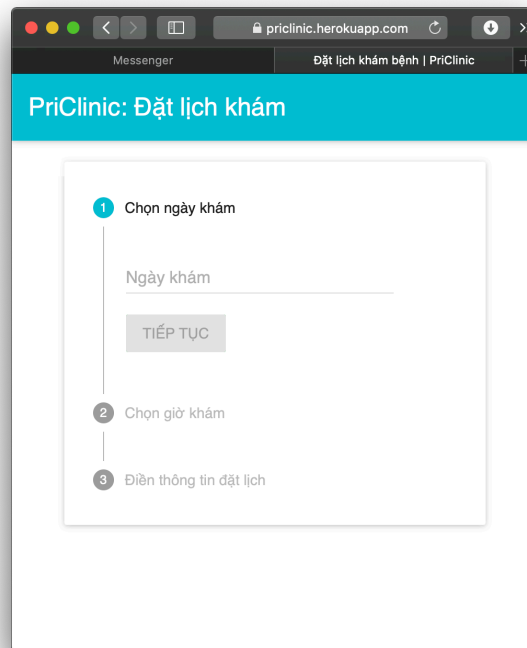 priclinic.herokuapp.com
Messenger
Đặt lịch khám bệnh | PriClinic
PriClinic: Đặt lịch khám
1 Chọn ngày khám
Ngày khám
TIẾP TỤC
2 Chọn giờ khám
3 Điền thông tin đặt lịch